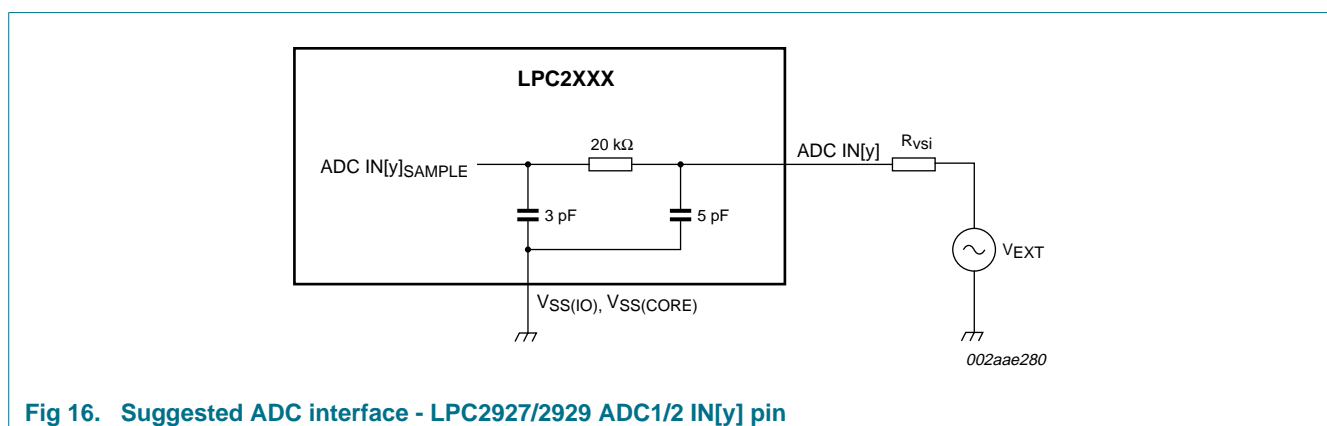 LPC2XXX
20 kΩ
ADC IN[y]
Rvsi
ADC IN[y]SAMPLE
3 pF
5 pF
VEXT
VSS(IO), VSS(CORE)
002aae280
Fig 16. Suggested ADC interface - LPC2927/2929 ADC1/2 IN[y] pin